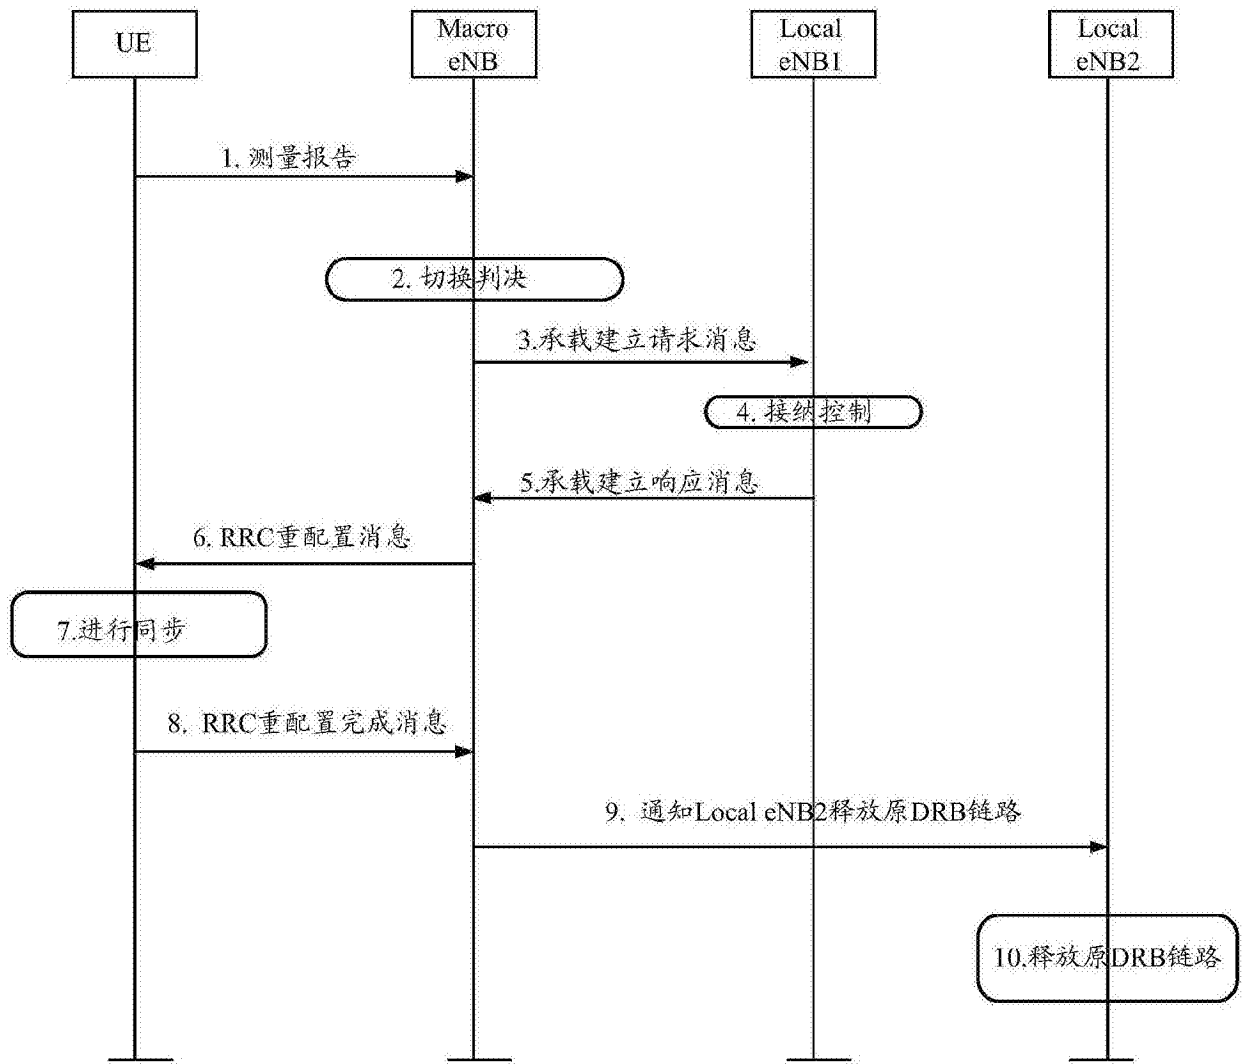 UE
Macro
eNB
Local
eNB1
Local
eNB2
1. 测量报告
2. 切换判决
3.承载建立请求消息
4. 接纳控制
5.承载建立响应消息
6. RRC重配置消息
7.进行同步
8, RRC重配置完成消息
9, 通知Local eNB2释放原DRB链路
10.释放原DRB链路